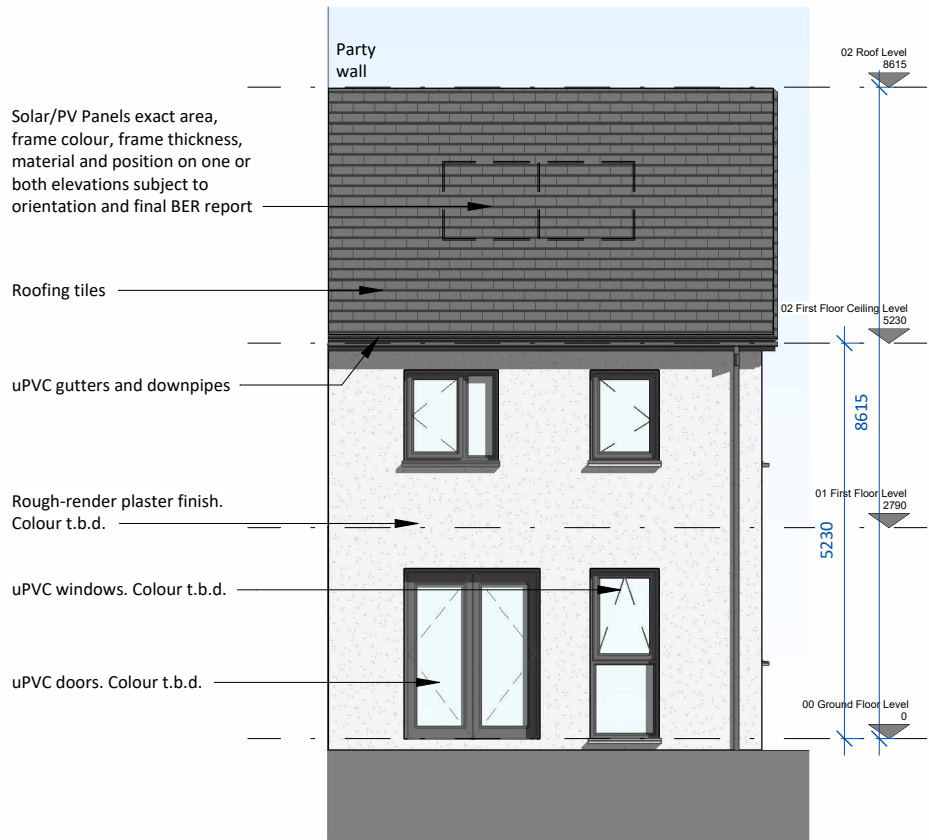 Party
wall
02 Roof Level
8615
Solar/PV Panels exact area,
frame colour, frame thickness,
material and position on one or
both elevations subject to
orientation and final BER report
Roofing tiles
02 First Floor Ceiling Level
5230
uPVC gutters and downpipes
8615
Rough-render plaster finish.
Colour t.b.d.
01 First Floor Level
2790
5230
uPVC windows. Colour t.b.d.
uPVC doors. Colour t.b.d.
00 Ground Floor Level
0